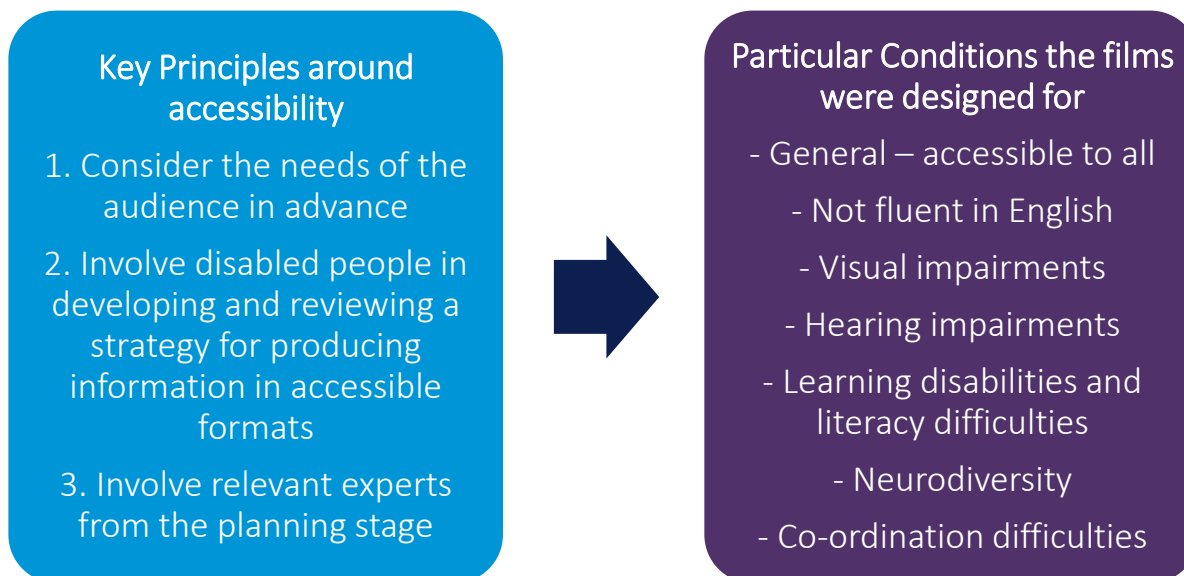 Key Principles around
accessibility
1. Consider the needs of the
audience in advance
2. Involve disabled people in
developing and reviewing a
strategy for producing
information in accessible
formats
3. Involve relevant experts
from the planning stage
Particular Conditions the films
were designed for
- General – accessible to all
- Not fluent in English
- Visual impairments
- Hearing impairments
- Learning disabilities and
literacy difficulties
- Neurodiversity
- Co-ordination difficulties